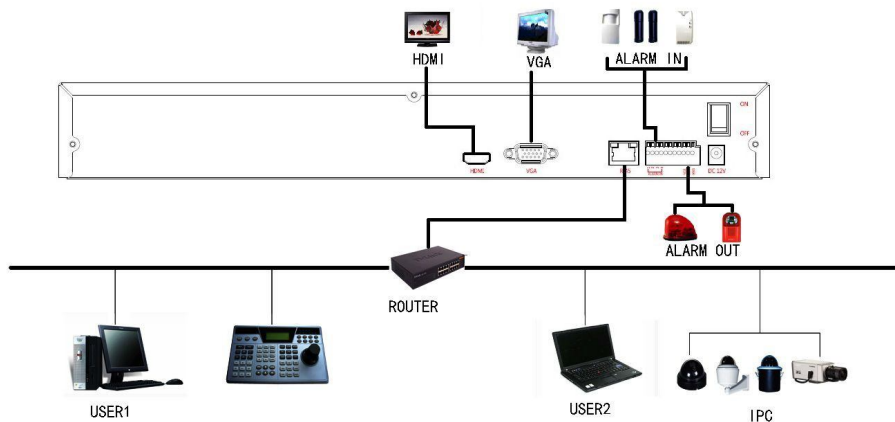 HDMI
VGA
ALARM IN
ON
OFF
HDMI
VGA
DC 12V
ALARM OUT
ROUTER
USER1
USER2
IPC